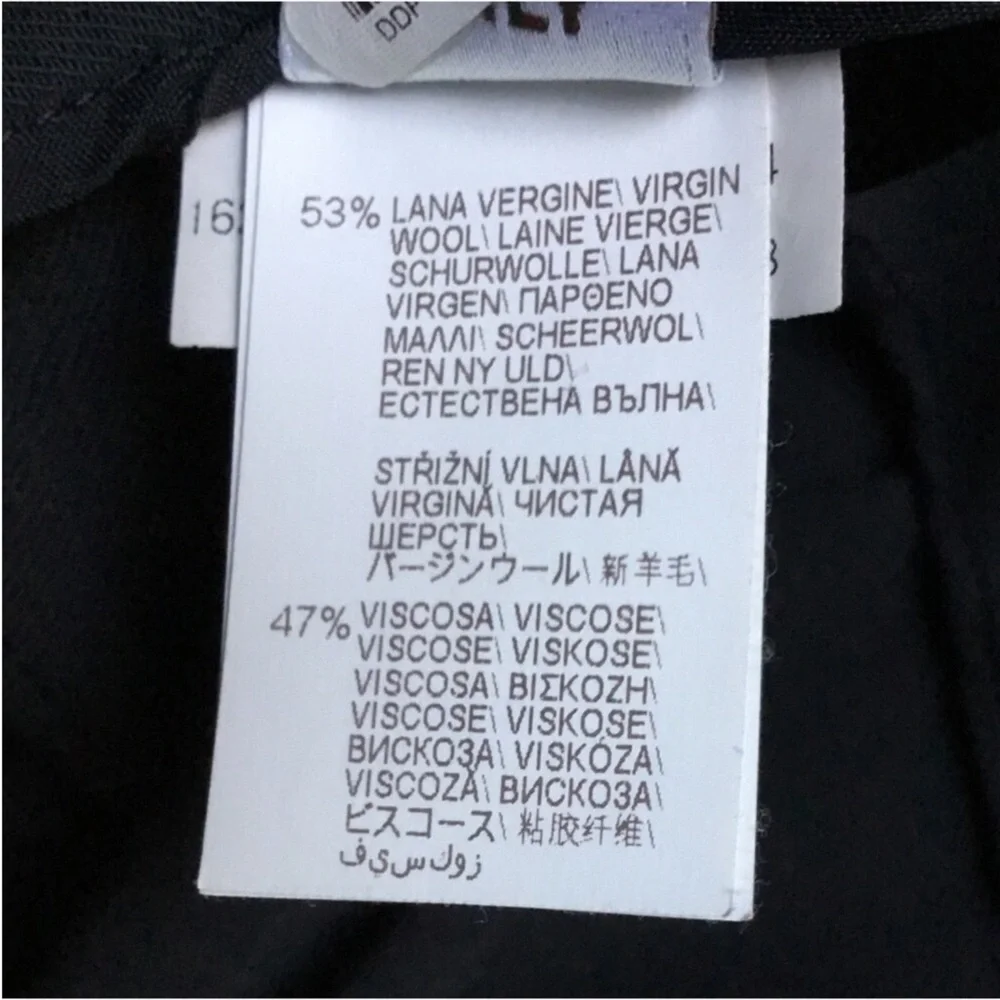 DDP
53% LANA VERGINE\ VIRGIN
WOOL\ LAINE VIERGE\
SCHURWOLLE\ LANA
VIRGEN\ ΠΑΡΘΕΝΟ
ΜΑΛΛΙ\ SCHEERWOL\
REN NY ULD\
ЕСТЕСТВЕНА ВЪЛНА\
STŘIŽNÍ VLNA\ LÂNĂ
VIRGINĂ\ ЧИСТАЯ
ШЕРСТЬ\
バージンウール\ 新羊毛\
47% VISCOSA\ VISCOSE\
VISCOSE\ VISKOSE\
VISCOSA\ ΒΙΣΚΟΖΗ\
VISCOSE\ VISKOSE\
ВИСКОЗА\ VISKÓZA\
VISCOZĂ\ ВИСКОЗА\
ビスコース\ 粘胶纤维\
ف ي س و ك زو